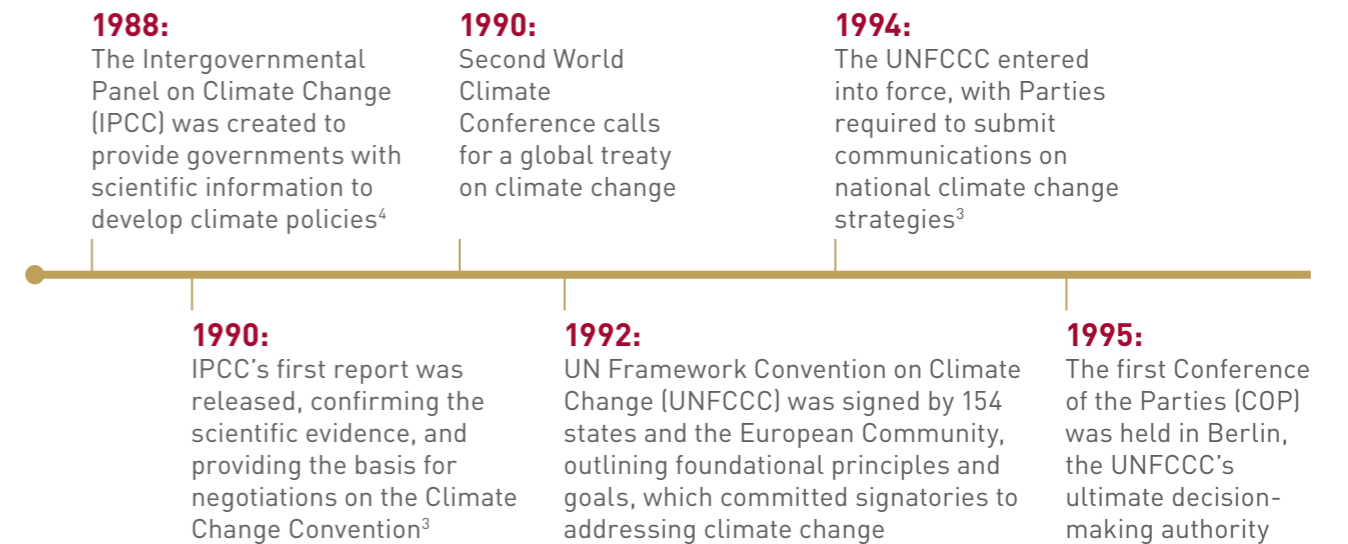 1988:
The Intergovernmental
Panel on Climate Change
(IPCC) was created to
provide governments with
scientific information to
develop climate policies⁴
1990:
Second World
Climate
Conference calls
for a global treaty
on climate change
1994:
The UNFCCC entered
into force, with Parties
required to submit
communications on
national climate change
strategies³
1990:
IPCC’s first report was
released, confirming the
scientific evidence, and
providing the basis for
negotiations on the Climate
Change Convention³
1992:
UN Framework Convention on Climate
Change (UNFCCC) was signed by 154
states and the European Community,
outlining foundational principles and
goals, which committed signatories to
addressing climate change
1995:
The first Conference
of the Parties (COP)
was held in Berlin,
the UNFCCC’s
ultimate decision-
making authority